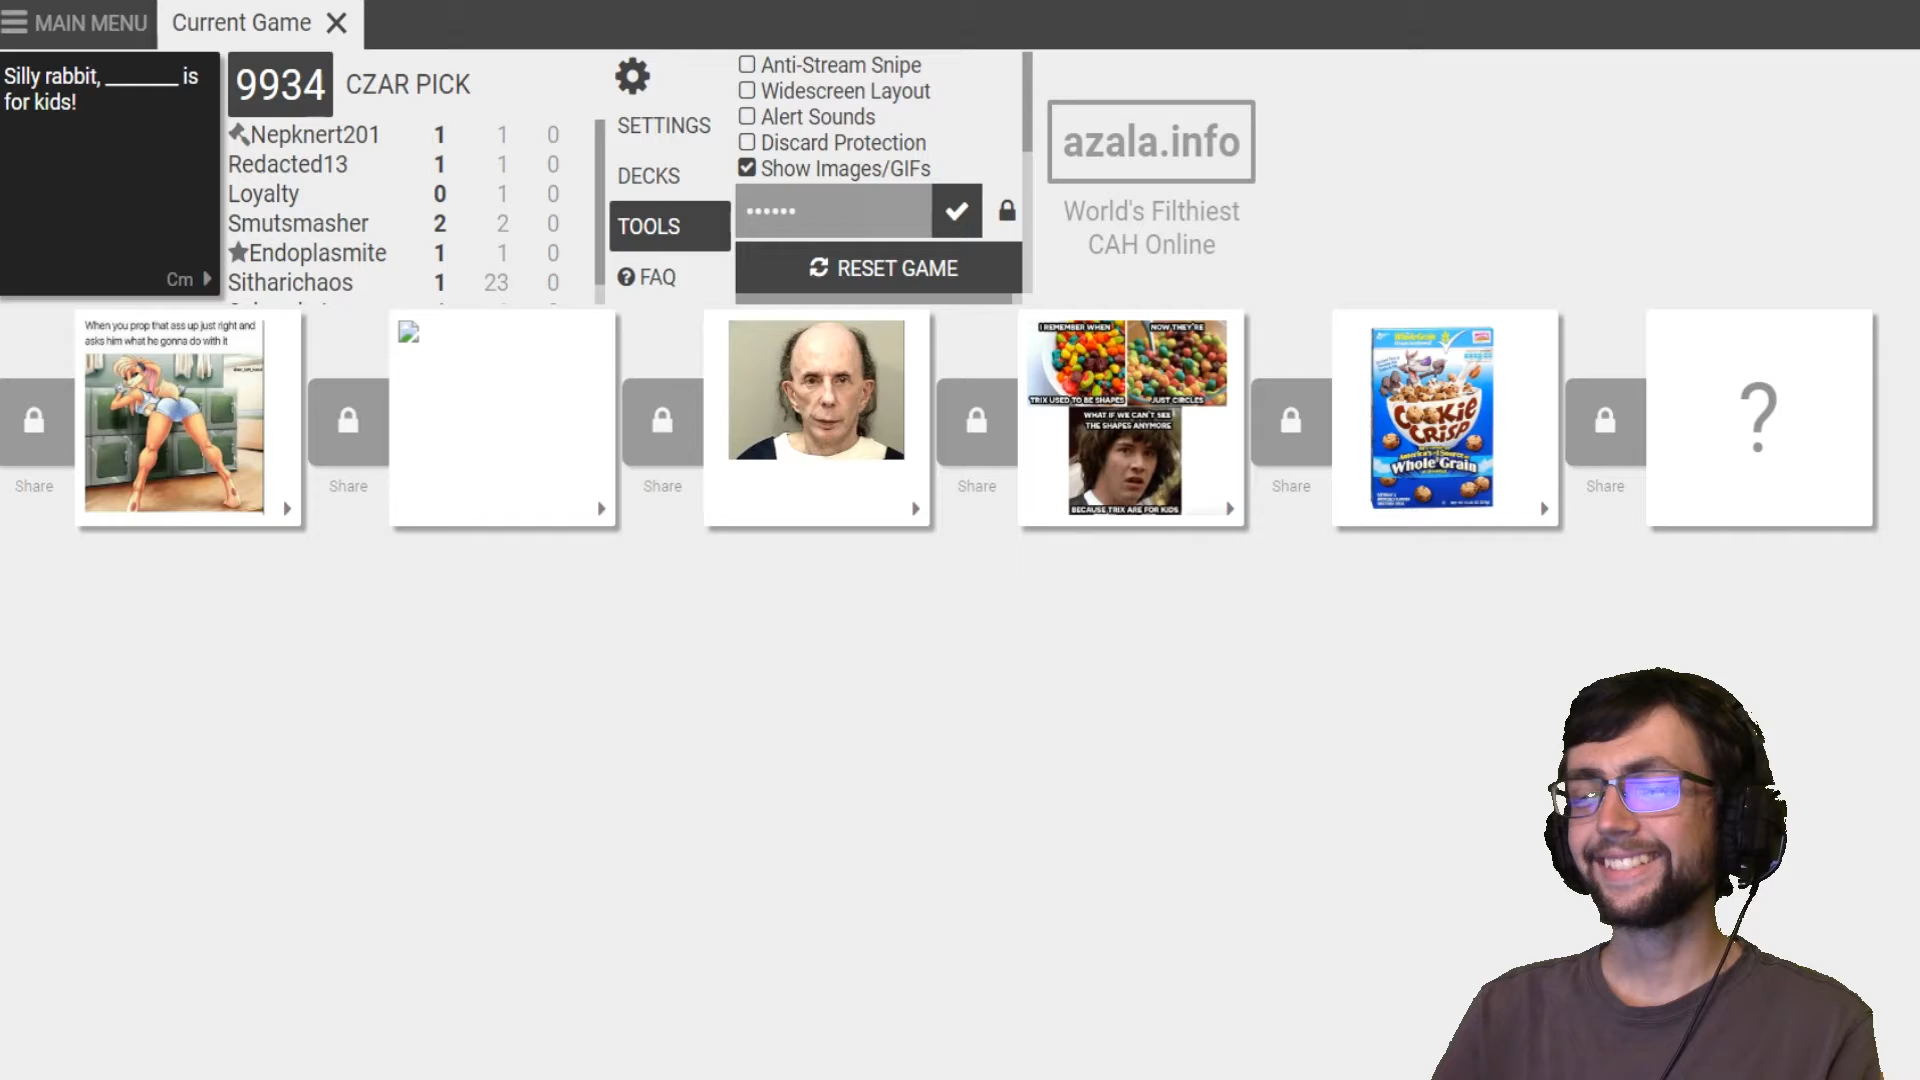 MAIN MENU
Current Game
Silly rabbit, _______ is
for kids!
Cm
9934 CZAR PICK
Nepknert201 1 1 0
Redacted13 1 1 0
Loyalty 0 1 0
Smutsmasher 2 2 0
Endoplasmite 1 1 0
Sitharichaos 1 23 0
SETTINGS
DECKS
TOOLS
? FAQ
Anti-Stream Snipe
Widescreen Layout
Alert Sounds
Discard Protection
Show Images/GIFs
••••••
RESET GAME
azala.info
World's Filthiest
CAH Online
When you prop that ass up just right and
asks him what he gonna do with it
I REMEMBER WHEN
TRIX USED TO BE SHAPES
NOW THEY'RE
JUST CIRCLES
WHAT IF WE CAN'T SEE
THE SHAPES ANYMORE
BECAUSE TRIX ARE FOR KIDS
COOKIE
CRISP
Whole Grain
?
Share
Share
Share
Share
Share
Share